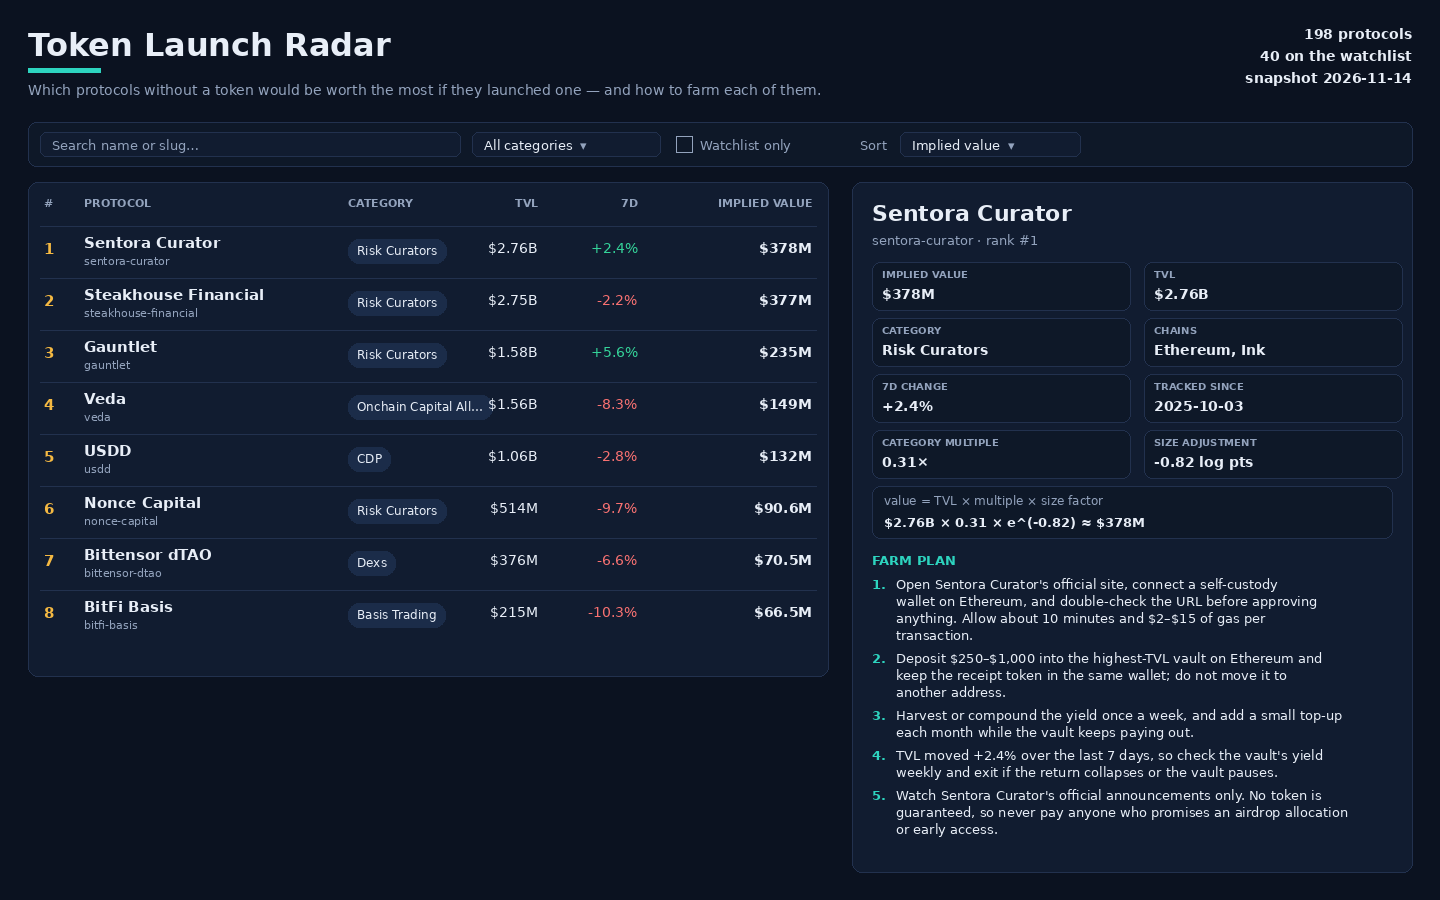 Token Launch Radar
Which protocols without a token would be worth the most if they launched one — and how to farm each of them.
198 protocols
40 on the watchlist
snapshot 2026-11-14
Search name or slug...
All categories ▾
Watchlist only
Sort
Implied value ▾
# PROTOCOL CATEGORY TVL 7D IMPLIED VALUE
1 Sentora Curator Risk Curators $2.76B +2.4% $378M
sentora-curator
2 Steakhouse Financial Risk Curators $2.75B -2.2% $377M
steakhouse-financial
3 Gauntlet Risk Curators $1.58B +5.6% $235M
gauntlet
4 Veda Onchain Capital All... $1.56B -8.3% $149M
veda
5 USDD CDP $1.06B -2.8% $132M
usdd
6 Nonce Capital Risk Curators $514M -9.7% $90.6M
nonce-capital
7 Bittensor dTAO Dexs $376M -6.6% $70.5M
bittensor-dtao
8 BitFi Basis Basis Trading $215M -10.3% $66.5M
bitfi-basis
Sentora Curator
sentora-curator · rank #1
IMPLIED VALUE
$378M
TVL
$2.76B
CATEGORY
Risk Curators
CHAINS
Ethereum, Ink
7D CHANGE
+2.4%
TRACKED SINCE
2025-10-03
CATEGORY MULTIPLE
0.31×
SIZE ADJUSTMENT
-0.82 log pts
value = TVL × multiple × size factor
$2.76B × 0.31 × e^(-0.82) ≈ $378M
FARM PLAN
1. Open Sentora Curator's official site, connect a self-custody
wallet on Ethereum, and double-check the URL before approving
anything. Allow about 10 minutes and $2–$15 of gas per
transaction.
2. Deposit $250–$1,000 into the highest-TVL vault on Ethereum and
keep the receipt token in the same wallet; do not move it to
another address.
3. Harvest or compound the yield once a week, and add a small top-up
each month while the vault keeps paying out.
4. TVL moved +2.4% over the last 7 days, so check the vault's yield
weekly and exit if the return collapses or the vault pauses.
5. Watch Sentora Curator's official announcements only. No token is
guaranteed, so never pay anyone who promises an airdrop allocation
or early access.